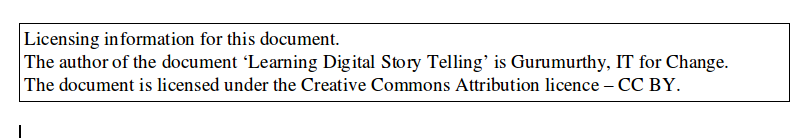 Licensing information for this document.
The author of the document ‘Learning Digital Story Telling’ is Gurumurthy, IT for Change.
The document is licensed under the Creative Commons Attribution licence – CC BY.